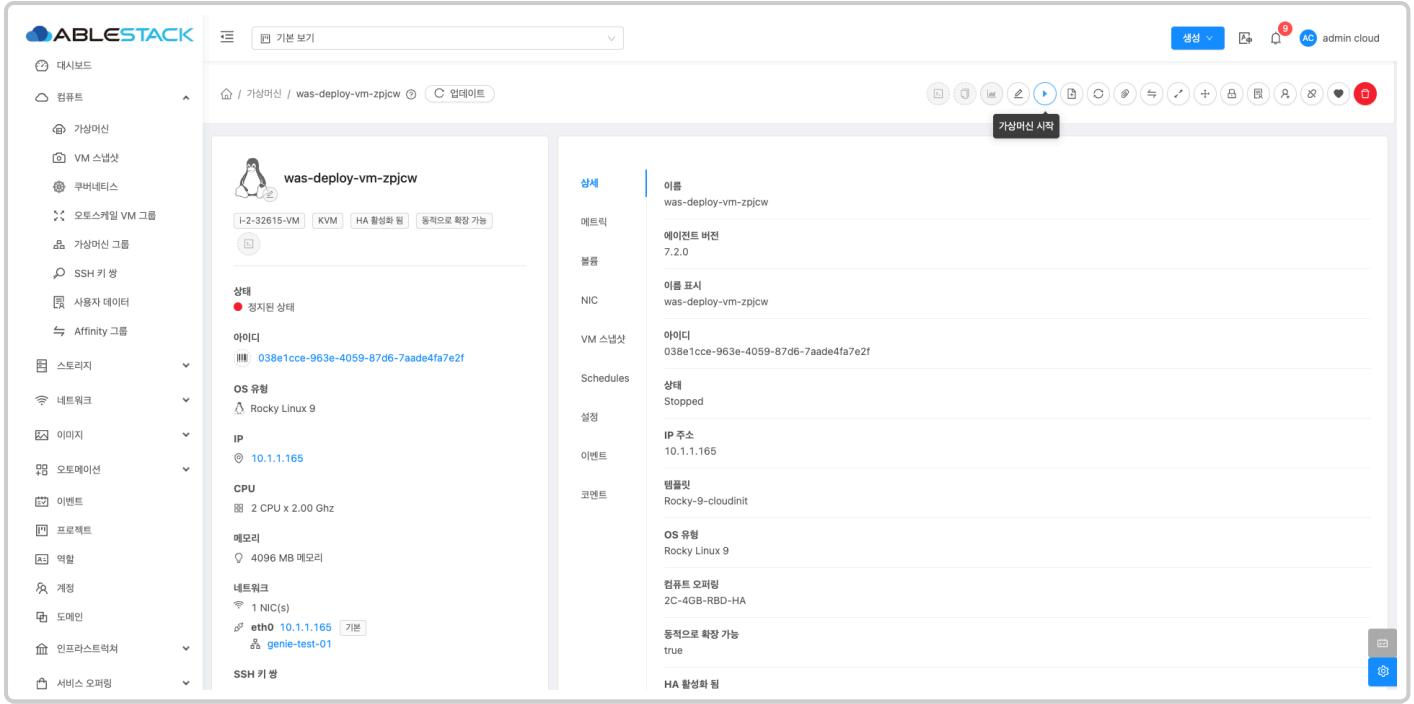 ABLESTACK
기본 보기
생성
9
AC
admin cloud
대시보드
컴퓨트
가상머신
VM 스냅샷
쿠버네티스
오토스케일 VM 그룹
가상머신 그룹
SSH 키 쌍
사용자 데이터
Affinity 그룹
스토리지
네트워크
이미지
오토메이션
이벤트
프로젝트
역할
계정
도메인
인프라스트럭쳐
서비스 오퍼링
/ 가상머신 / was-deploy-vm-zpjcw
업데이트
가상머신 시작
was-deploy-vm-zpjcw
i-2-32615-VM
KVM
HA 활성화 됨
동적으로 확장 가능
상태
정지된 상태
아이디
038e1cce-963e-4059-87d6-7aade4fa7e2f
OS 유형
Rocky Linux 9
IP
10.1.1.165
CPU
2 CPU x 2.00 Ghz
메모리
4096 MB 메모리
네트워크
1 NIC(s)
eth0 10.1.1.165 기본
genie-test-01
SSH 키 쌍
상세
메트릭
볼륨
NIC
VM 스냅샷
Schedules
설정
이벤트
코멘트
이름
was-deploy-vm-zpjcw
에이전트 버전
7.2.0
이름 표시
was-deploy-vm-zpjcw
아이디
038e1cce-963e-4059-87d6-7aade4fa7e2f
상태
Stopped
IP 주소
10.1.1.165
템플릿
Rocky-9-cloudinit
OS 유형
Rocky Linux 9
컴퓨트 오퍼링
2C-4GB-RBD-HA
동적으로 확장 가능
true
HA 활성화 됨